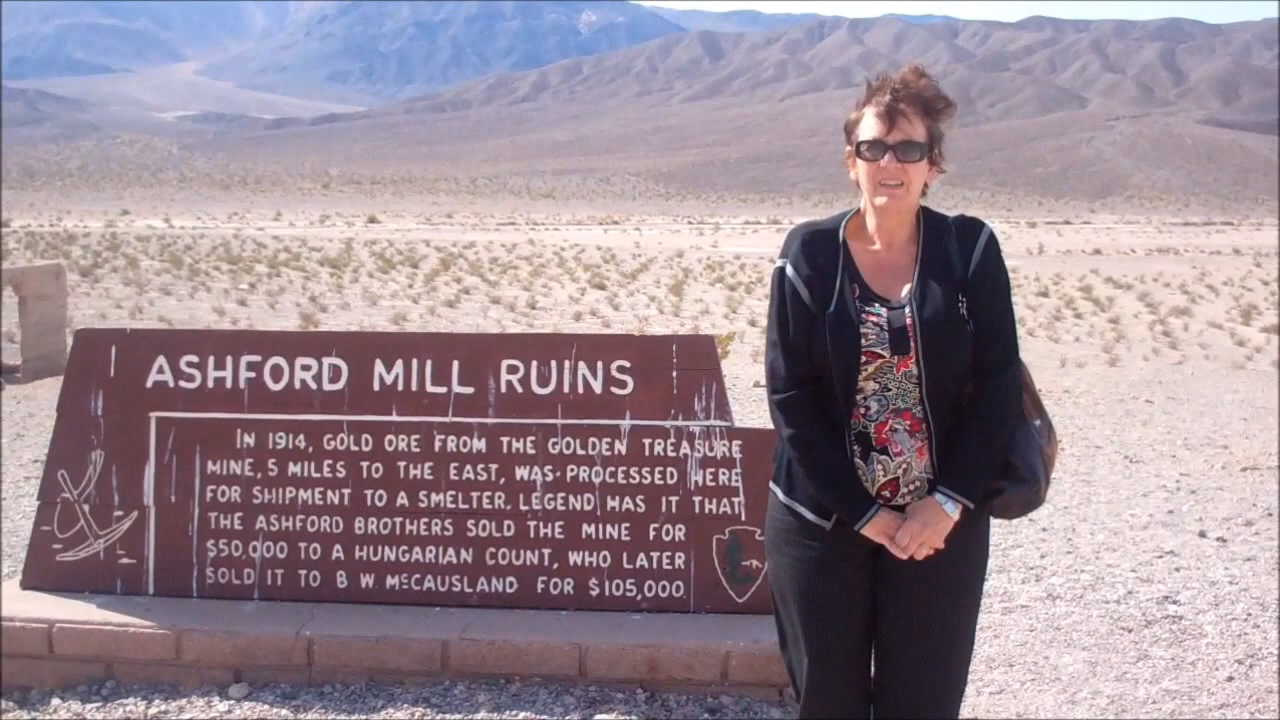 ASHFORD MILL RUINS
IN 1914, GOLD ORE FROM THE GOLDEN TREASURE
MINE, 5 MILES TO THE EAST, WAS PROCESSED HERE
FOR SHIPMENT TO A SMELTER. LEGEND HAS IT THAT
THE ASHFORD BROTHERS SOLD THE MINE FOR
$50,000 TO A HUNGARIAN COUNT, WHO LATER
SOLD IT TO B W. McCAUSLAND FOR $105,000.